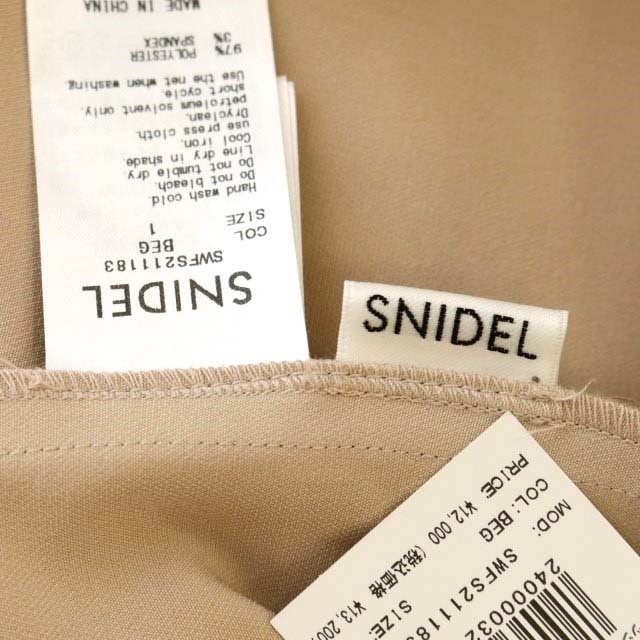 SNIDEL
SWFS211183
COL BEG
SIZE 1
Hand wash cold
Do not bleach
Do not tumble dry
Line dry in shade
Cool iron.
use press cloth.
Dryclean.
petroleum solvent only.
short cycle
Use the net when washing
97% POLYESTER
3% SPANDEX
MADE IN CHINA
SNIDEL
MOD: SWFS21118
COL: BEG SIZE:
PRICE ¥12,000 (税込価格 ¥13,200
2400003